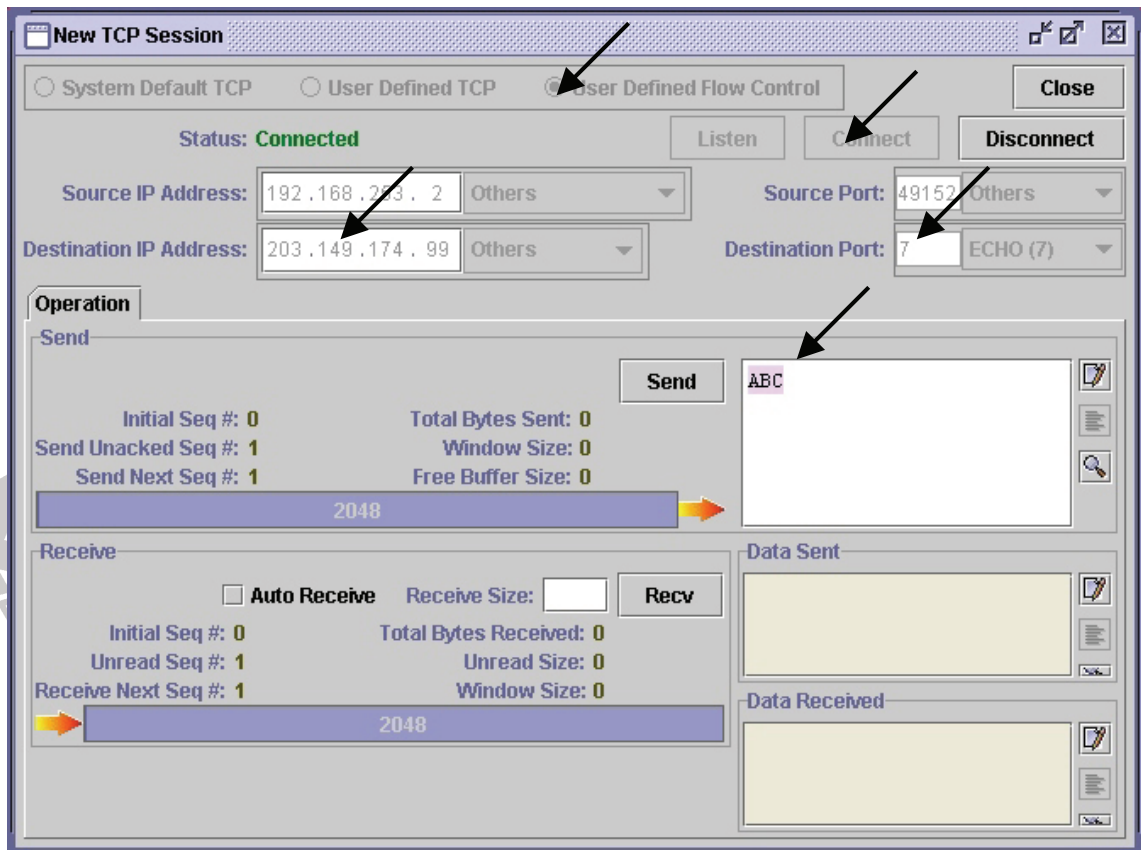 New TCP Session
System Default TCP User Defined TCP User Defined Flow Control Close
Status: Connected Listen Connect Disconnect
Source IP Address: 192.168.253. 2 Others Source Port: 49152 Others
Destination IP Address: 203.149.174. 99 Others Destination Port: 7 ECHO (7)
Operation
Send
Send ABC
Initial Seq #: 0 Total Bytes Sent: 0
Send Unacked Seq #: 1 Window Size: 0
Send Next Seq #: 1 Free Buffer Size: 0
2048
Receive Data Sent
Auto Receive Receive Size: Recv
Initial Seq #: 0 Total Bytes Received: 0
Unread Seq #: 1 Unread Size: 0
Receive Next Seq #: 1 Window Size: 0
Data Received
2048